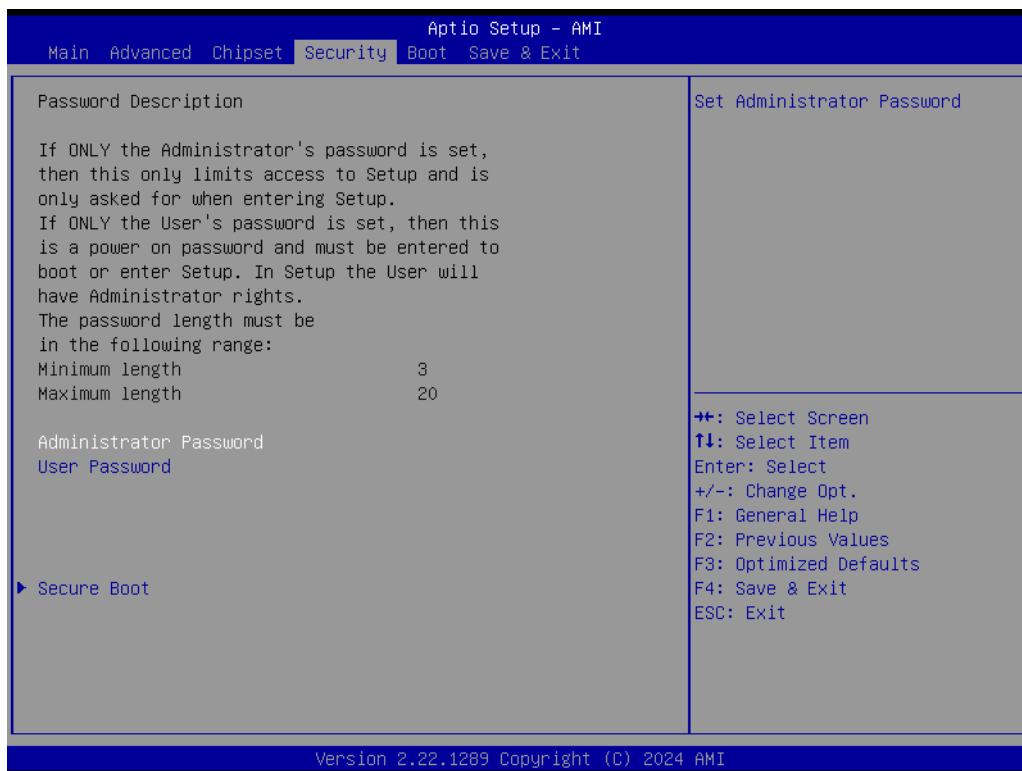 Aptio Setup – AMI
Main Advanced Chipset Security Boot Save & Exit
Password Description
If ONLY the Administrator's password is set,
then this only limits access to Setup and is
only asked for when entering Setup.
If ONLY the User's password is set, then this
is a power on password and must be entered to
boot or enter Setup. In Setup the User will
have Administrator rights.
The password length must be
in the following range:
Minimum length 3
Maximum length 20
Administrator Password
User Password
Secure Boot
Set Administrator Password
→←: Select Screen
↑↓: Select Item
Enter: Select
+/-: Change Opt.
F1: General Help
F2: Previous Values
F3: Optimized Defaults
F4: Save & Exit
ESC: Exit
Version 2.22.1289 Copyright (C) 2024 AMI